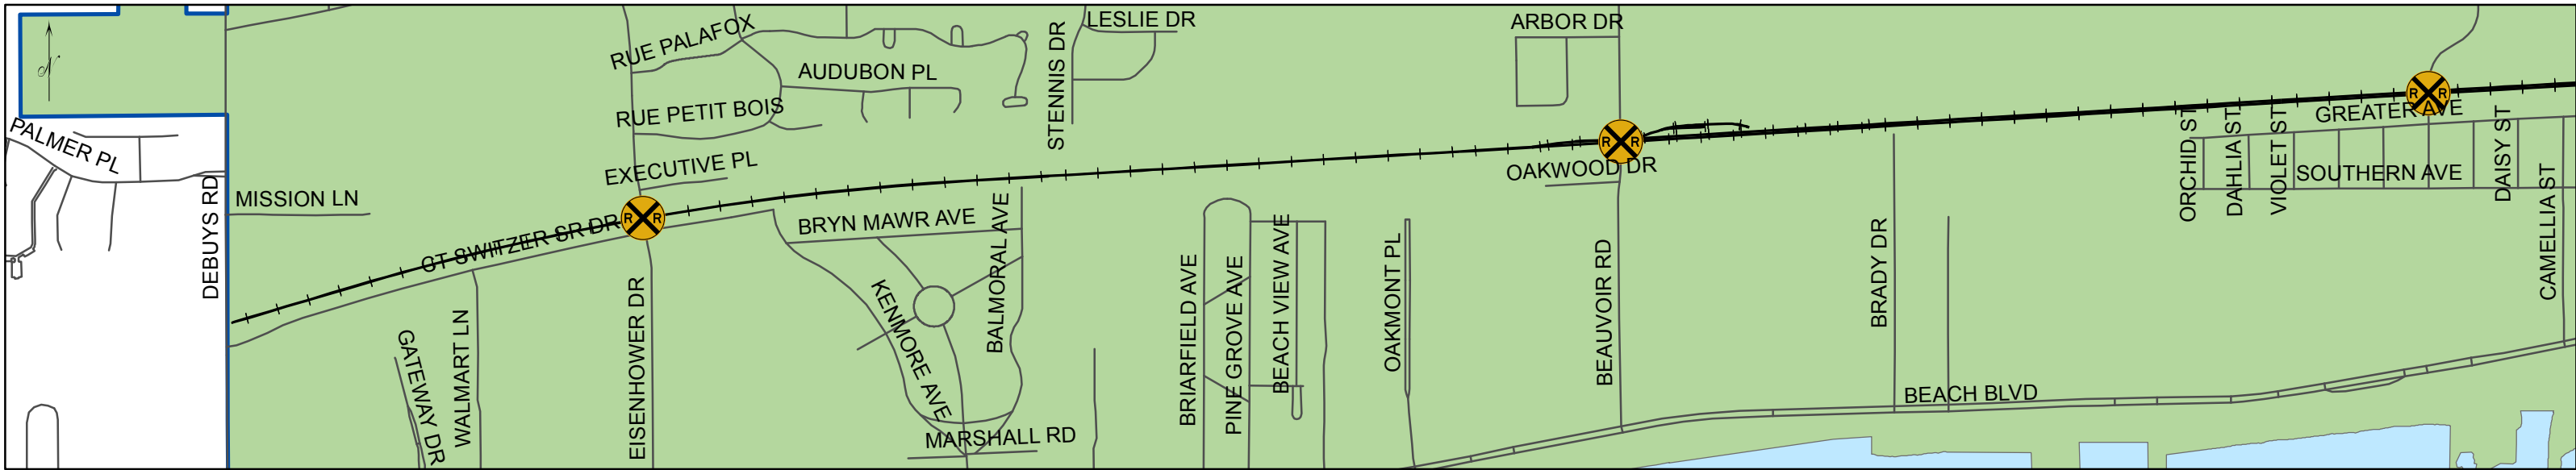 N
RUE PALAFOX
AUDUBON PL
LESLIE DR
STENNIS DR
ARBOR DR
PALMER PL
RUE PETIT BOIS
EXECUTIVE PL
R R
R R
R R
GREATER AVE
OAKWOOD DR
SOUTHERN AVE
ORCHID ST
DAHLIA ST
VIOLET ST
DAISY ST
CAMELLIA ST
MISSION LN
DEBUYS RD
CT SWITZER SR DR
BRYN MAWR AVE
BALMORAL AVE
KENMORE AVE
GATEWAY DR
WALMART LN
EISENHOWER DR
MARSHALL RD
BRIARFIELD AVE
PINE GROVE AVE
BEACH VIEW AVE
OAKMONT PL
BEAUVOIR RD
BRADY DR
BEACH BLVD